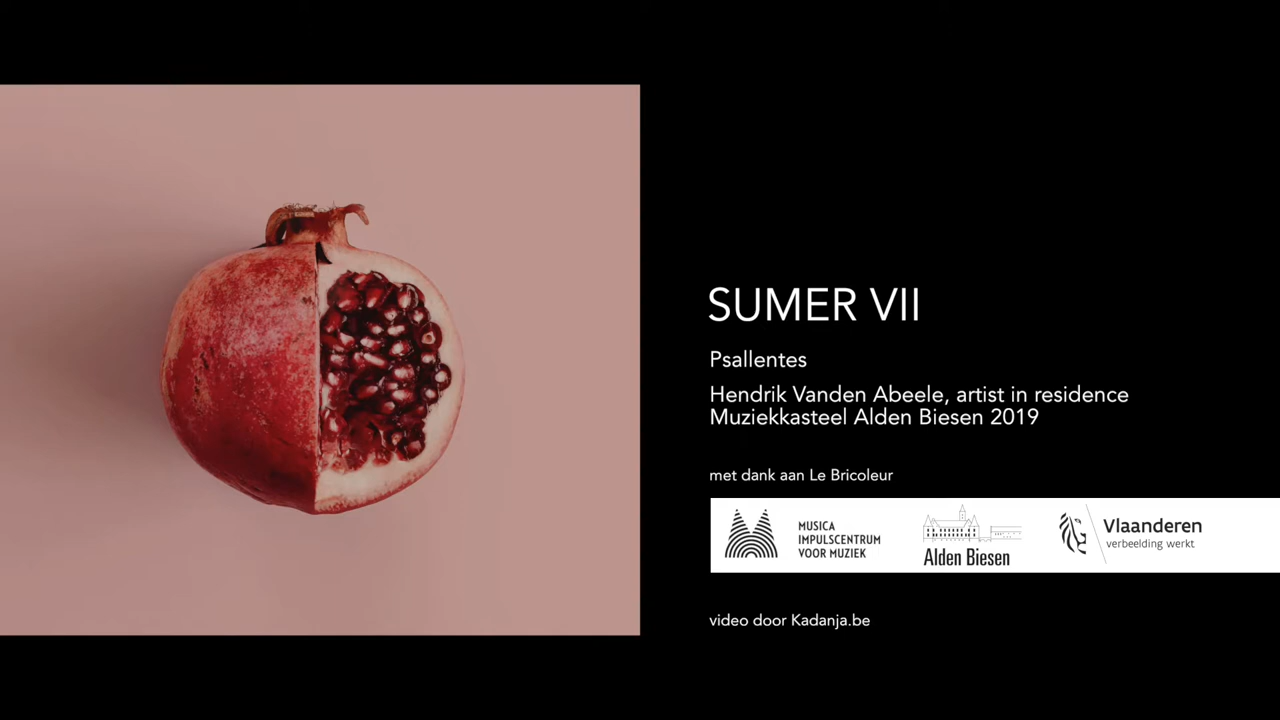 SUMER VII
Psallentes
Hendrik Vanden Abeele, artist in residence
Muziekkasteel Alden Biesen 2019
met dank aan Le Bricoleur
MUSICA
IMPULSCENTRUM
VOOR MUZIEK
Alden Biesen
Vlaanderen
verbeelding werkt
video door Kadanja.be